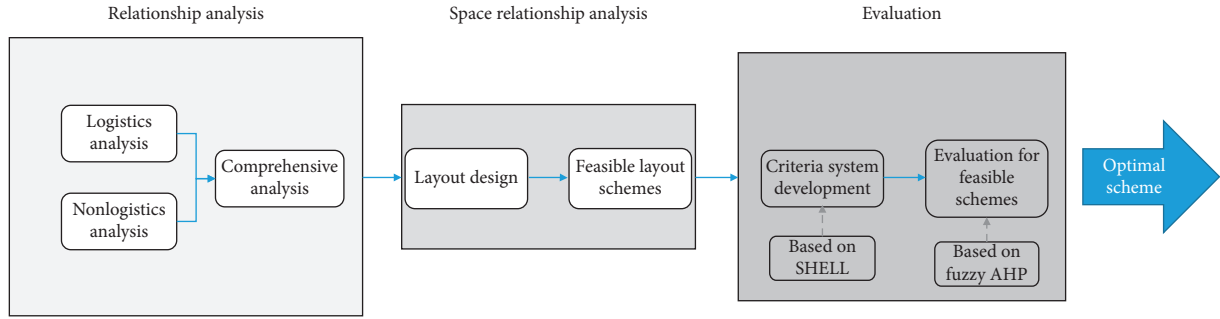 Relationship analysis
Space relationship analysis
Evaluation
Logistics
analysis
Nonlogistics
analysis
Comprehensive
analysis
Layout design
Feasible layout
schemes
Criteria system
development
Based on
SHELL
Evaluation for
feasible
schemes
Based on
fuzzy AHP
Optimal
scheme